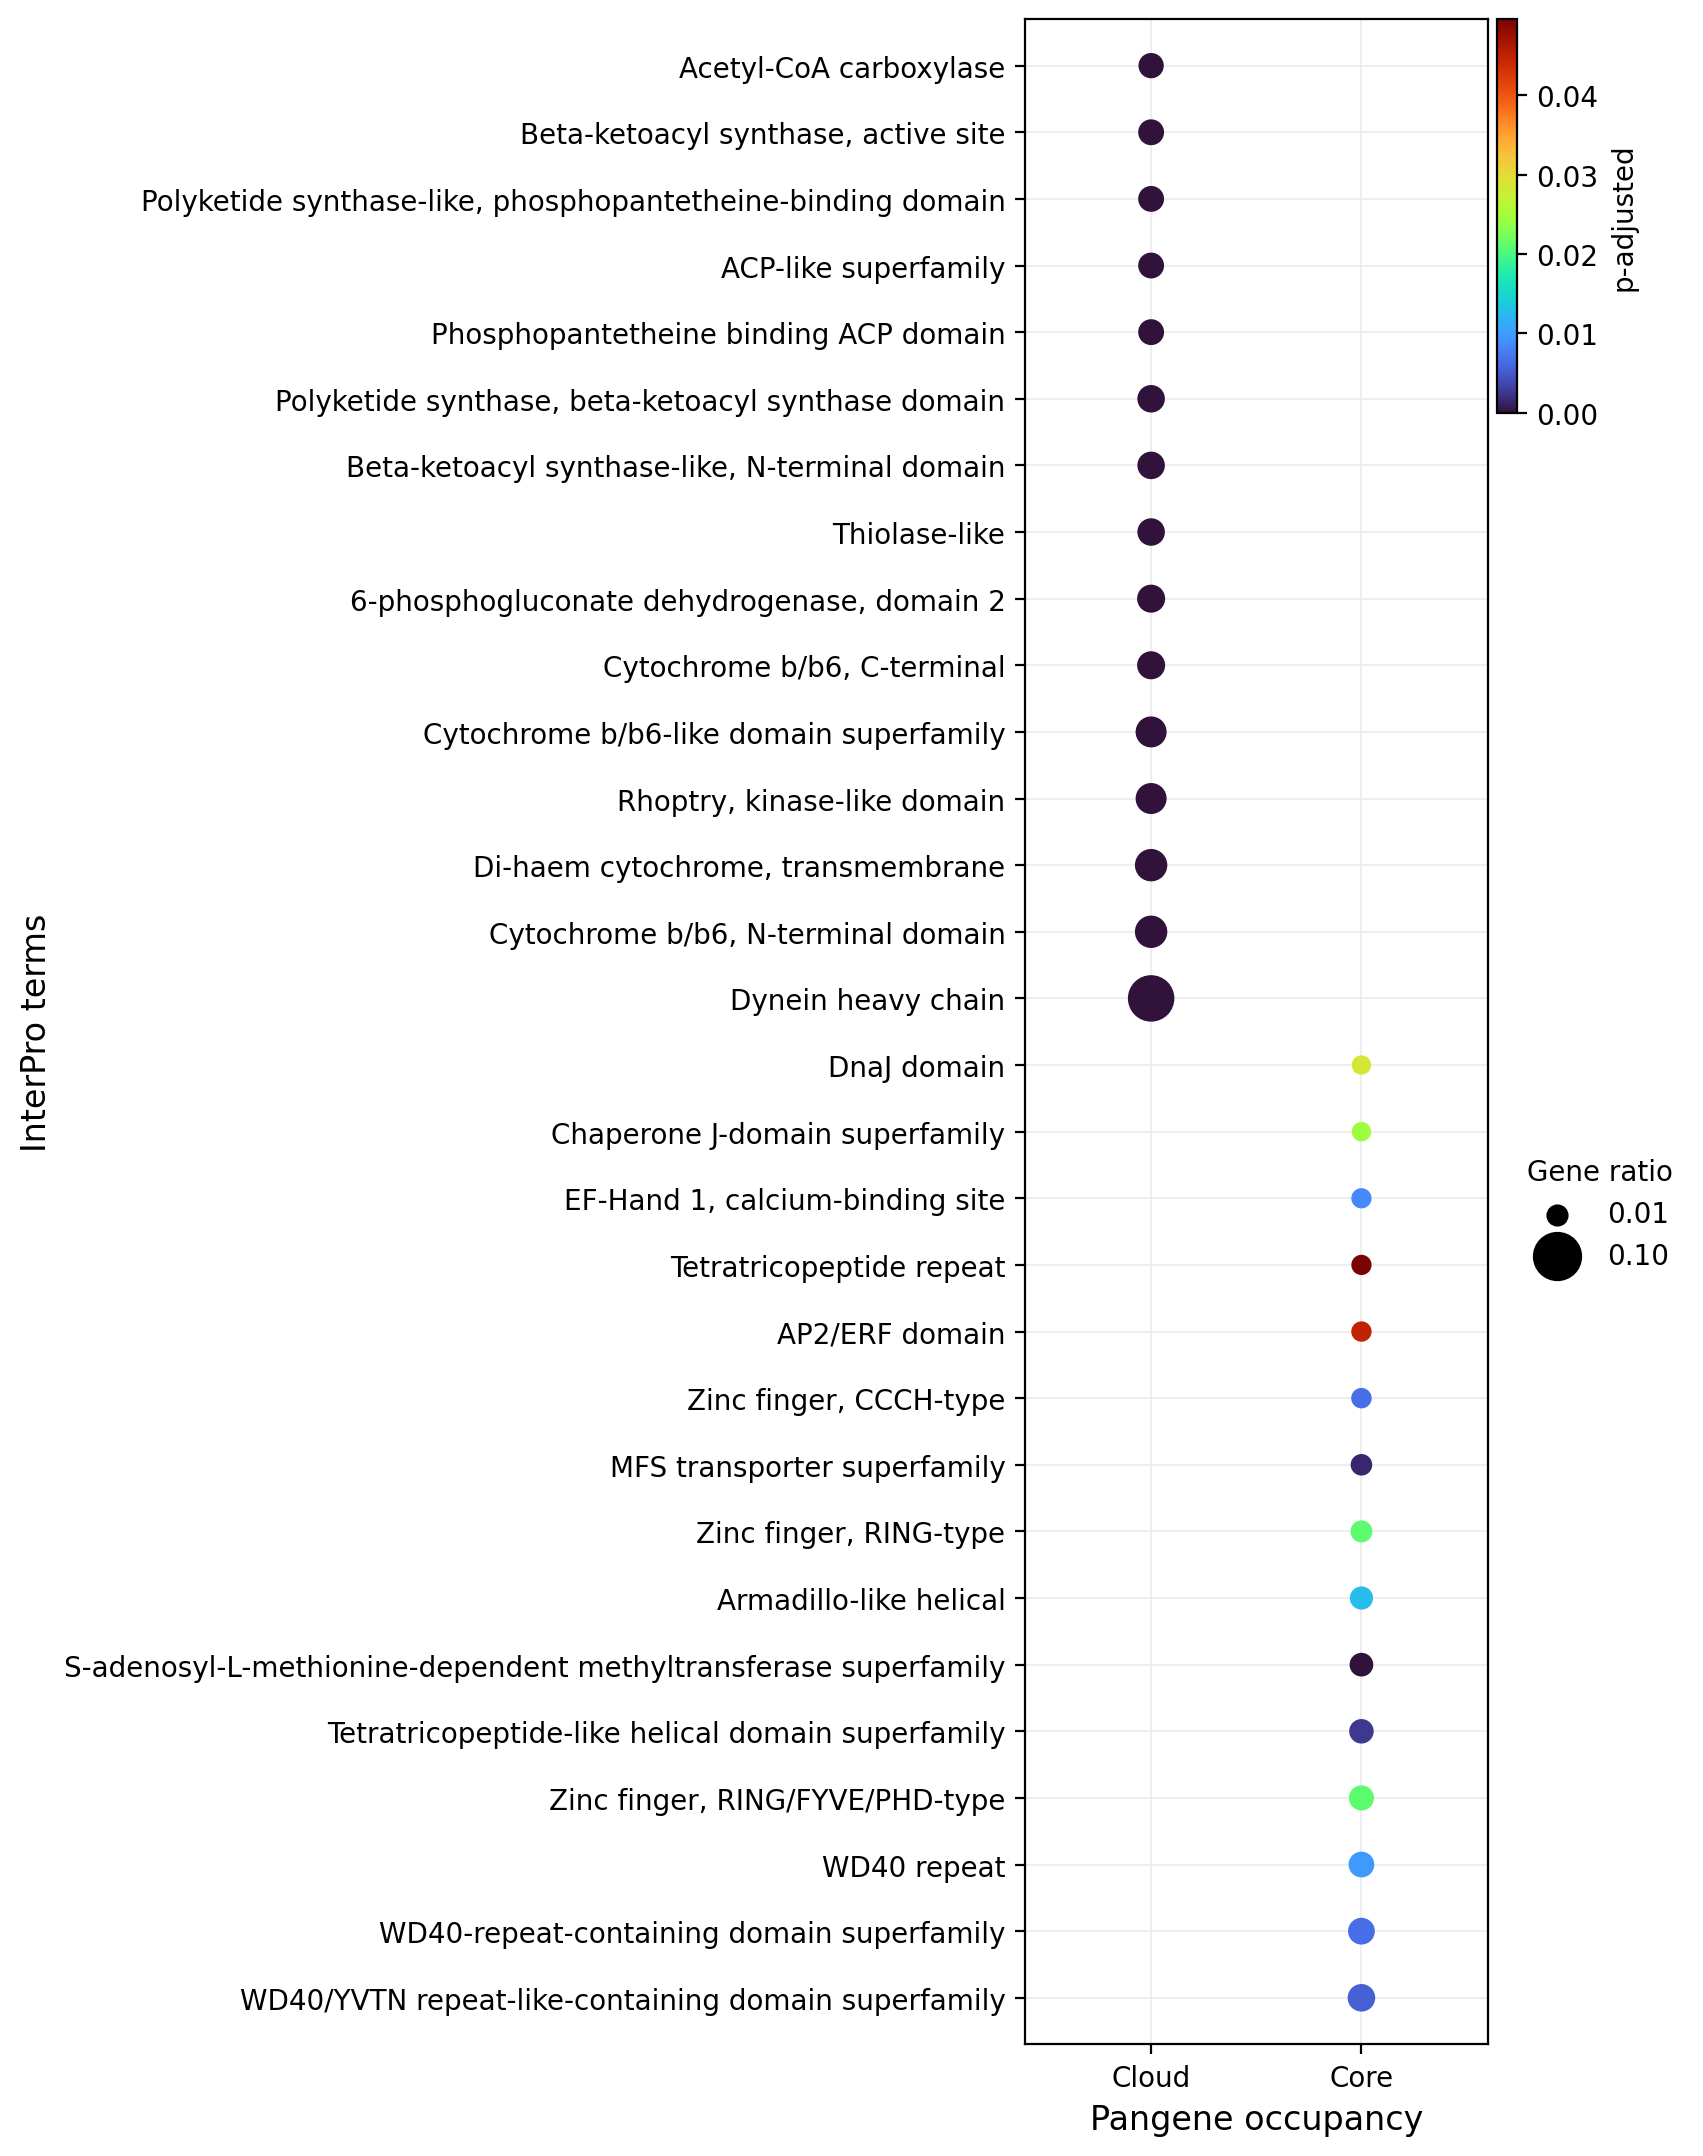 Acetyl-CoA carboxylase
Beta-ketoacyl synthase, active site
Polyketide synthase-like, phosphopantetheine-binding domain
ACP-like superfamily
Phosphopantetheine binding ACP domain
Polyketide synthase, beta-ketoacyl synthase domain
Beta-ketoacyl synthase-like, N-terminal domain
Thiolase-like
6-phosphogluconate dehydrogenase, domain 2
Cytochrome b/b6, C-terminal
Cytochrome b/b6-like domain superfamily
Rhoptry, kinase-like domain
Di-haem cytochrome, transmembrane
Cytochrome b/b6, N-terminal domain
Dynein heavy chain
DnaJ domain
Chaperone J-domain superfamily
EF-Hand 1, calcium-binding site
Tetratricopeptide repeat
AP2/ERF domain
Zinc finger, CCCH-type
MFS transporter superfamily
Zinc finger, RING-type
Armadillo-like helical
S-adenosyl-L-methionine-dependent methyltransferase superfamily
Tetratricopeptide-like helical domain superfamily
Zinc finger, RING/FYVE/PHD-type
WD40 repeat
WD40-repeat-containing domain superfamily
WD40/YVTN repeat-like-containing domain superfamily
InterPro terms
Cloud
Core
Pangene occupancy
0.04
0.03
0.02
0.01
0.00
p-adjusted
Gene ratio
0.01
0.10